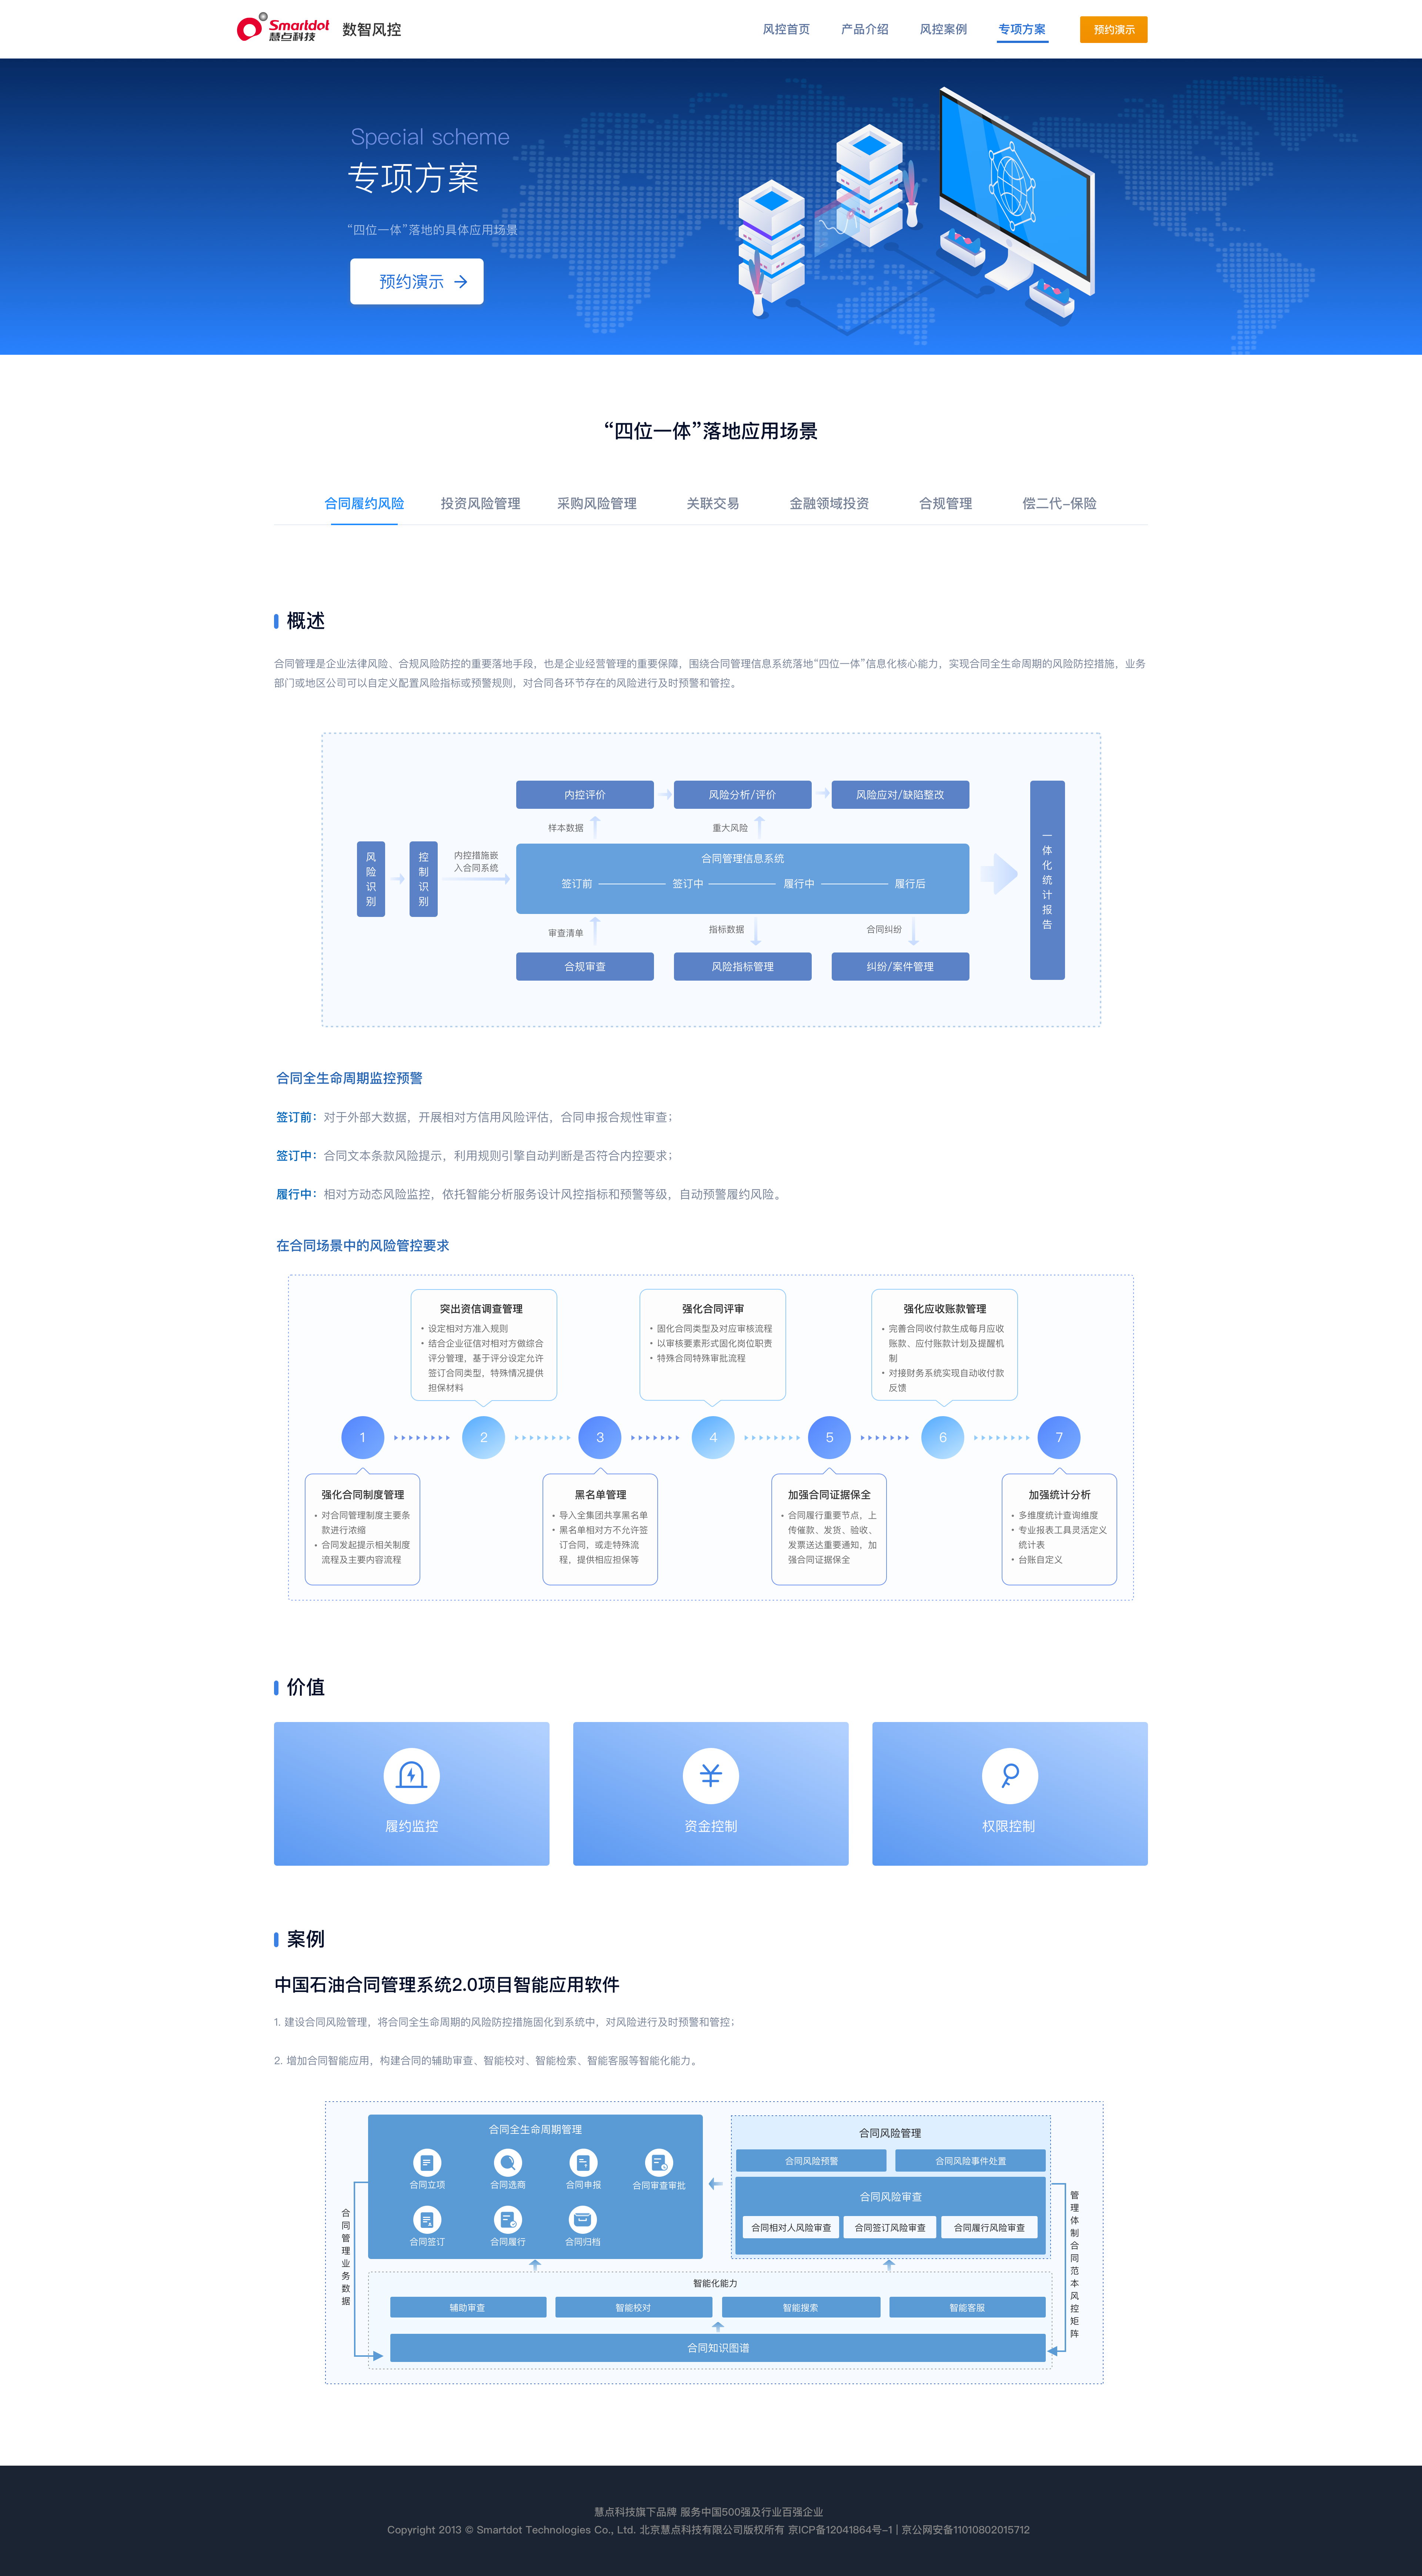 Smartdot
慧点科技
数智风控
风控首页
产品介绍
风控案例
专项方案
预约演示
Special scheme
专项方案
“四位一体”落地的具体应用场景
预约演示
“四位一体”落地应用场景
合同履约风险
投资风险管理
采购风险管理
关联交易
金融领域投资
合规管理
偿二代-保险
概述
合同管理是企业法律风险、合规风险防控的重要落地手段，也是企业经营管理的重要保障，围绕合同管理信息系统落地“四位一体”信息化核心能力，实现合同全生命周期的风险防控措施，业务
部门或地区公司可以自定义配置风险指标或预警规则，对合同各环节存在的风险进行及时预警和管控。
内控评价
风险分析/评价
风险应对/缺陷整改
样本数据
重大风险
风险识别
控制识别
内控措施嵌
入合同系统
合同管理信息系统
签订前
签订中
履行中
履行后
一体化统计报告
审查清单
指标数据
合同纠纷
合规审查
风险指标管理
纠纷/案件管理
合同全生命周期监控预警
签订前：对于外部大数据，开展相对方信用风险评估，合同申报合规性审查；
签订中：合同文本条款风险提示，利用规则引擎自动判断是否符合内控要求；
履行中：相对方动态风险监控，依托智能分析服务设计风控指标和预警等级，自动预警履约风险。
在合同场景中的风险管控要求
突出资信调查管理
• 设定相对方准入规则
• 结合企业征信对相对方做综合
评分管理，基于评分设定允许
签订合同类型，特殊情况提供
担保材料
强化合同评审
• 固化合同类型及对应审核流程
• 以审核要素形式固化岗位职责
• 特殊合同特殊审批流程
强化应收账款管理
• 完善合同收付款生成每月应收
账款、应付账款计划及提醒机
制
• 对接财务系统实现自动收付款
反馈
1
2
3
4
5
6
7
强化合同制度管理
• 对合同管理制度主要条
款进行浓缩
• 合同发起提示相关制度
流程及主要内容流程
黑名单管理
• 导入全集团共享黑名单
• 黑名单相对方不允许签
订合同，或走特殊流
程，提供相应担保等
加强合同证据保全
• 合同履行重要节点，上
传催款、发货、验收、
发票送达重要通知，加
强合同证据保全
加强统计分析
• 多维度统计查询维度
• 专业报表工具灵活定义
统计表
• 台账自定义
价值
履约监控
资金控制
权限控制
案例
中国石油合同管理系统2.0项目智能应用软件
1. 建设合同风险管理，将合同全生命周期的风险防控措施固化到系统中，对风险进行及时预警和管控；
2. 增加合同智能应用，构建合同的辅助审查、智能校对、智能检索、智能客服等智能化能力。
合同全生命周期管理
合同立项
合同选商
合同申报
合同审查审批
合同签订
合同履行
合同归档
合同风险管理
合同风险预警
合同风险事件处置
合同风险审查
合同相对人风险审查
合同签订风险审查
合同履行风险审查
合同管理业务数据
管理体制合同范本风控矩阵
智能化能力
辅助审查
智能校对
智能搜索
智能客服
合同知识图谱
慧点科技旗下品牌 服务中国500强及行业百强企业
Copyright 2013 © Smartdot Technologies Co., Ltd. 北京慧点科技有限公司版权所有 京ICP备12041864号-1 | 京公网安备11010802015712